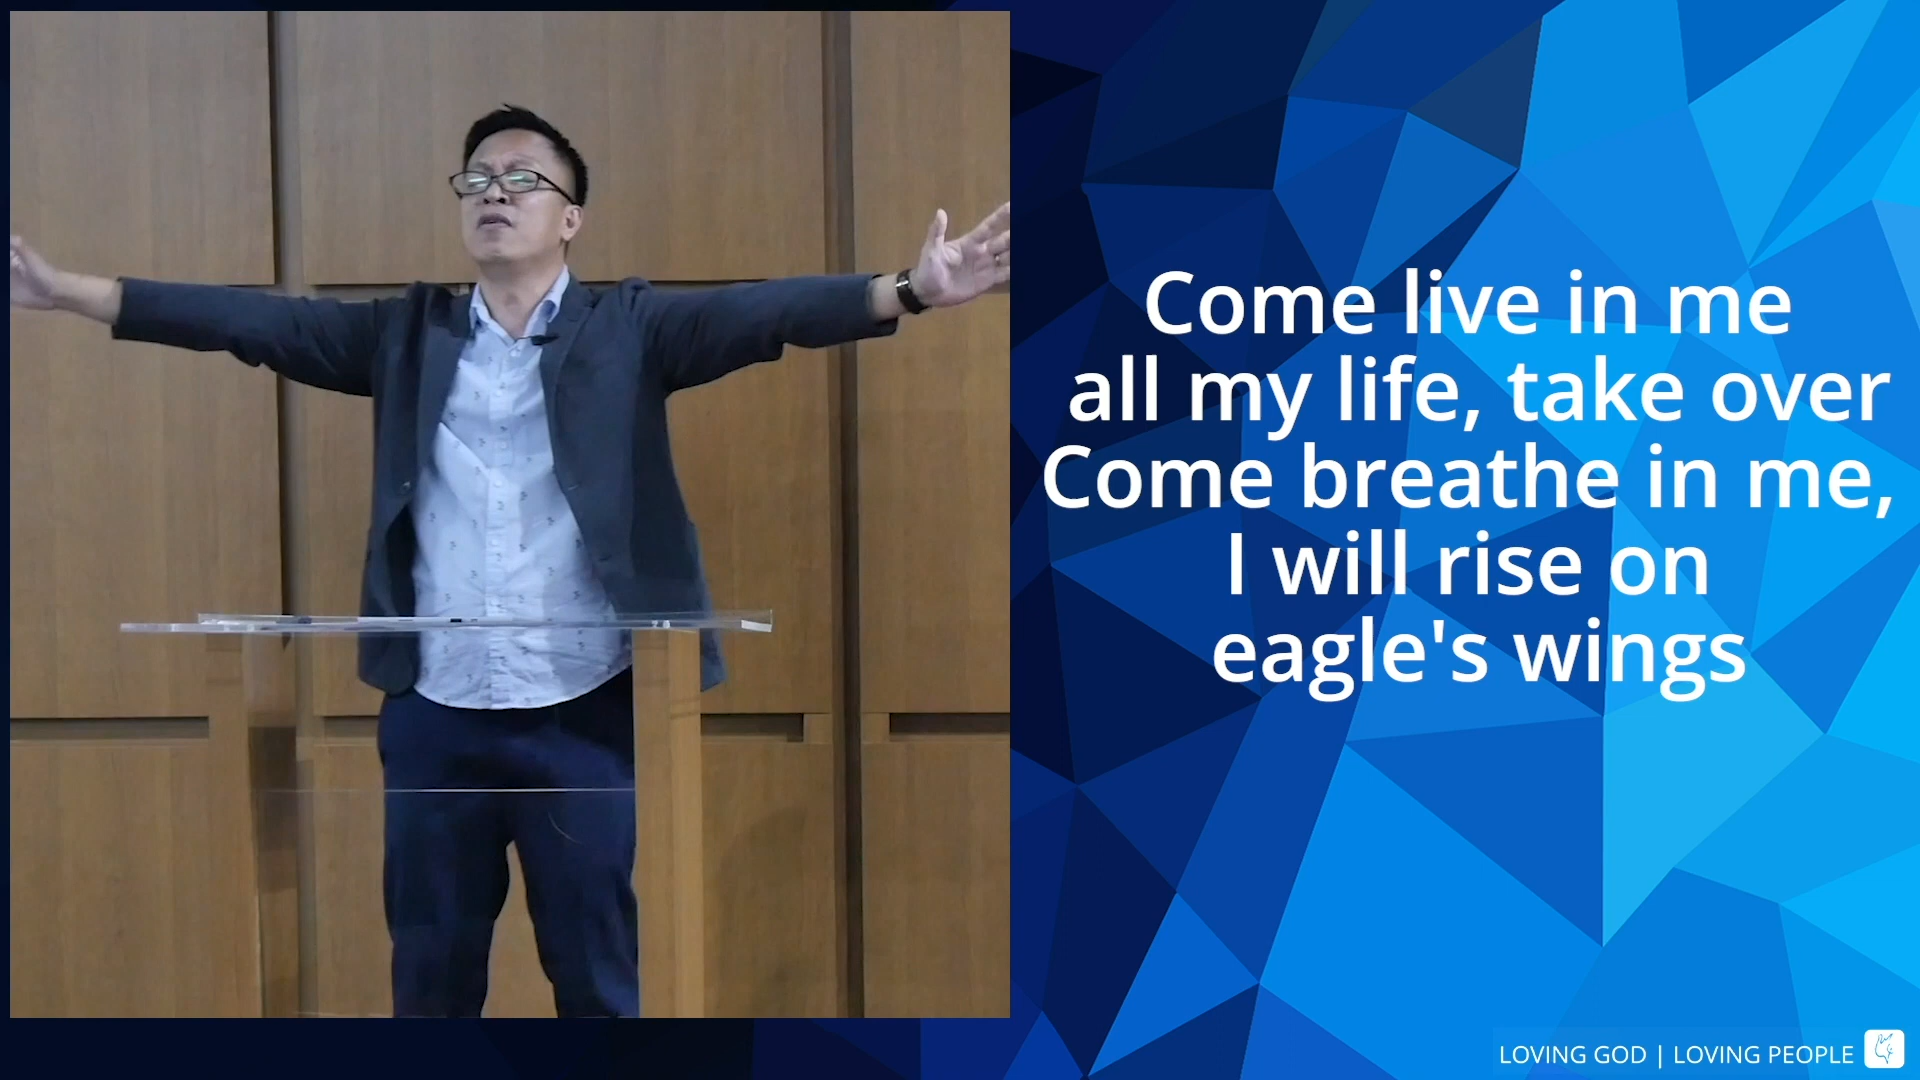 Come live in me
all my life, take over
Come breathe in me,
I will rise on
eagle's wings
LOVING GOD | LOVING PEOPLE